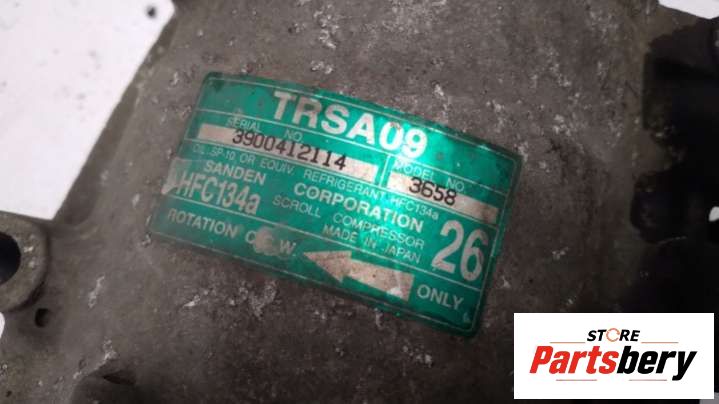 TRSA09
SERIAL NO.
3900412114
MODEL NO.
3658
OIL:SP-10 OR EQUIV. REFRIGERANT:HFC134a
SANDEN CORPORATION
HFC134a
SCROLL COMPRESSOR
MADE IN JAPAN
26
ROTATION C.C.W.
ONLY
STORE
Partsbery